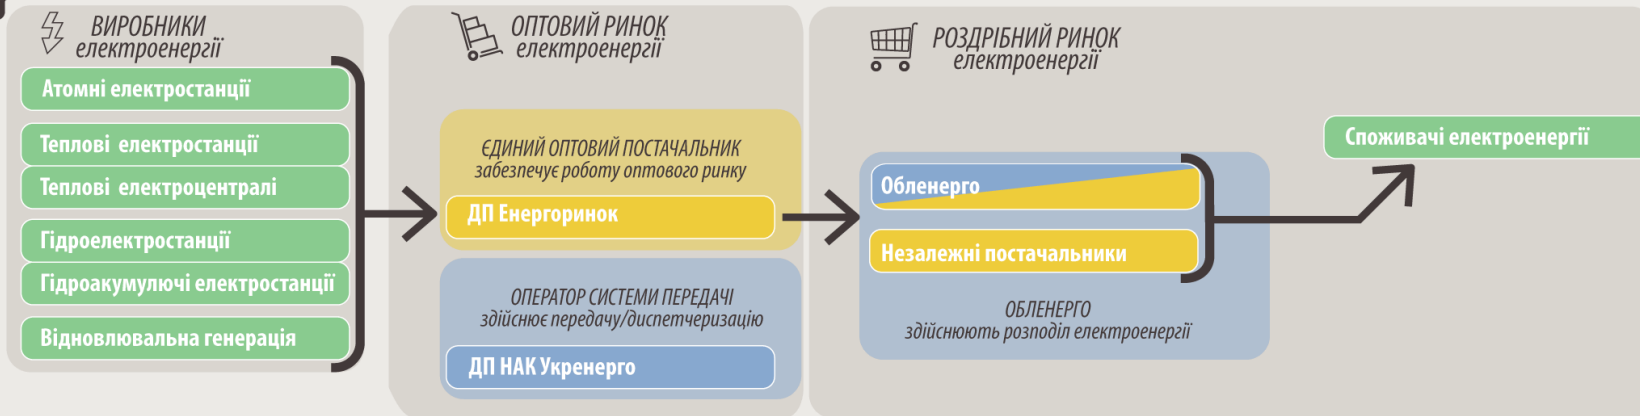 ВИРОБНИКИ
електроенергії
Атомні електростанції
Теплові електростанції
Теплові електроцентралі
Гідроелектростанції
Гідроакумулючі електростанції
Відновлювальна генерація
ОПТОВИЙ РИНОК
електроенергії
ЄДИНИЙ ОПТОВИЙ ПОСТАЧАЛЬНИК
забезпечує роботу оптового ринку
ДП Енергоринок
ОПЕРАТОР СИСТЕМИ ПЕРЕДАЧІ
здійснює передачу/диспетчеризацію
ДП НАК Укренерго
РОЗДРІБНИЙ РИНОК
електроенергії
Обленерго
Незалежні постачальники
ОБЛЕНЕРГО
здійснюють розподіл електроенергії
Споживачі електроенергії